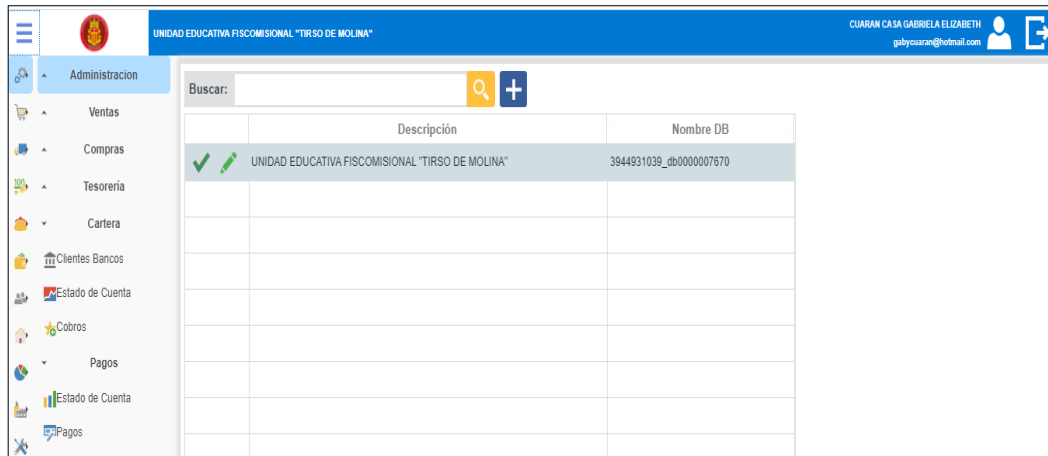 UNIDAD EDUCATIVA FISCOMISIONAL "TIRSO DE MOLINA"
CUARAN CASA GABRIELA ELIZABETH
gabycuaran@hotmail.com
Administracion
Ventas
Compras
Tesorería
Cartera
Clientes Bancos
Estado de Cuenta
Cobros
Pagos
Estado de Cuenta
Pagos
Buscar:
Descripción Nombre DB
UNIDAD EDUCATIVA FISCOMISIONAL "TIRSO DE MOLINA" 3944931039_db0000007670